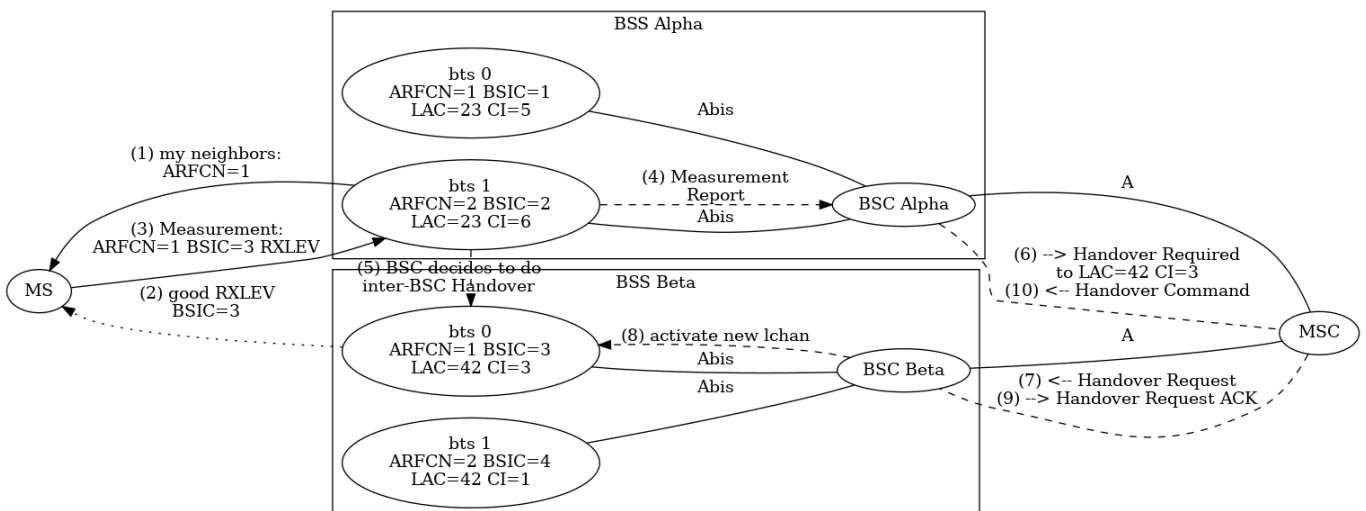 BSS Alpha
bts 0
ARFCN=1 BSIC=1
LAC=23 CI=5
Abis
(1) my neighbors:
ARFCN=1
bts 1
ARFCN=2 BSIC=2
LAC=23 CI=6
(4) Measurement
Report
Abis
BSC Alpha
A
(3) Measurement:
ARFCN=1 BSIC=3 RXLEV
(6) --> Handover Required
to LAC=42 CI=3
(10) <-- Handover Command
(5) BSC decides to do
inter-BSC Handover
BSS Beta
MS
(2) good RXLEV
BSIC=3
bts 0
ARFCN=1 BSIC=3
LAC=42 CI=3
(8) activate new lchan
Abis
Abis
BSC Beta
A
MSC
(7) <-- Handover Request
(9) --> Handover Request ACK
bts 1
ARFCN=2 BSIC=4
LAC=42 CI=1